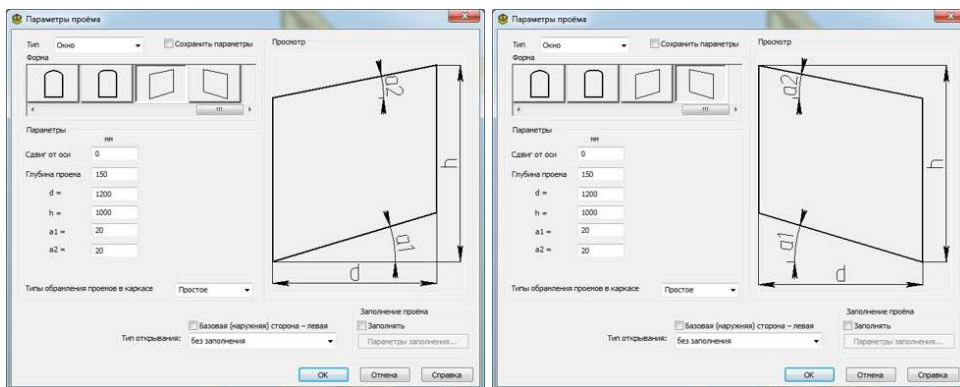 Параметры проёма
Тип Окно Сохранить параметры Просмотр
Форма
Параметры
мм
Сдвиг от оси 0
Глубина проема 150
d = 1200
h = 1000
a1 = 20
a2 = 20
a2
h
a1
d
Типы обрамления проемов в каркасе Простое
Заполнение проёма
Базовая (наружняя) сторона – левая Заполнять
Тип открывания: без заполнения Параметры заполнения...
OK Отмена Справка
Параметры проёма
Тип Окно Сохранить параметры Просмотр
Форма
Параметры
мм
Сдвиг от оси 0
Глубина проема 150
d = 1200
h = 1000
a1 = 20
a2 = 20
a2
h
a1
d
Типы обрамления проемов в каркасе Простое
Заполнение проёма
Базовая (наружняя) сторона – левая Заполнять
Тип открывания: без заполнения Параметры заполнения...
OK Отмена Справка